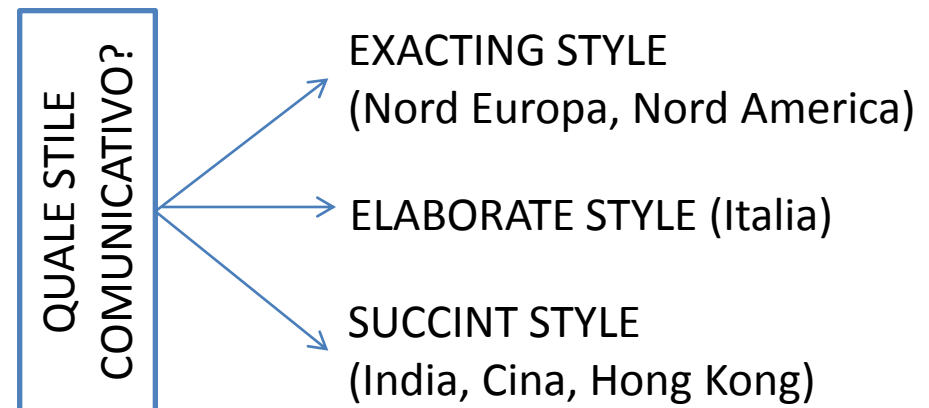 QUALE STILE
COMUNICATIVO?
EXACTING STYLE
(Nord Europa, Nord America)
ELABORATE STYLE (Italia)
SUCCINT STYLE
(India, Cina, Hong Kong)